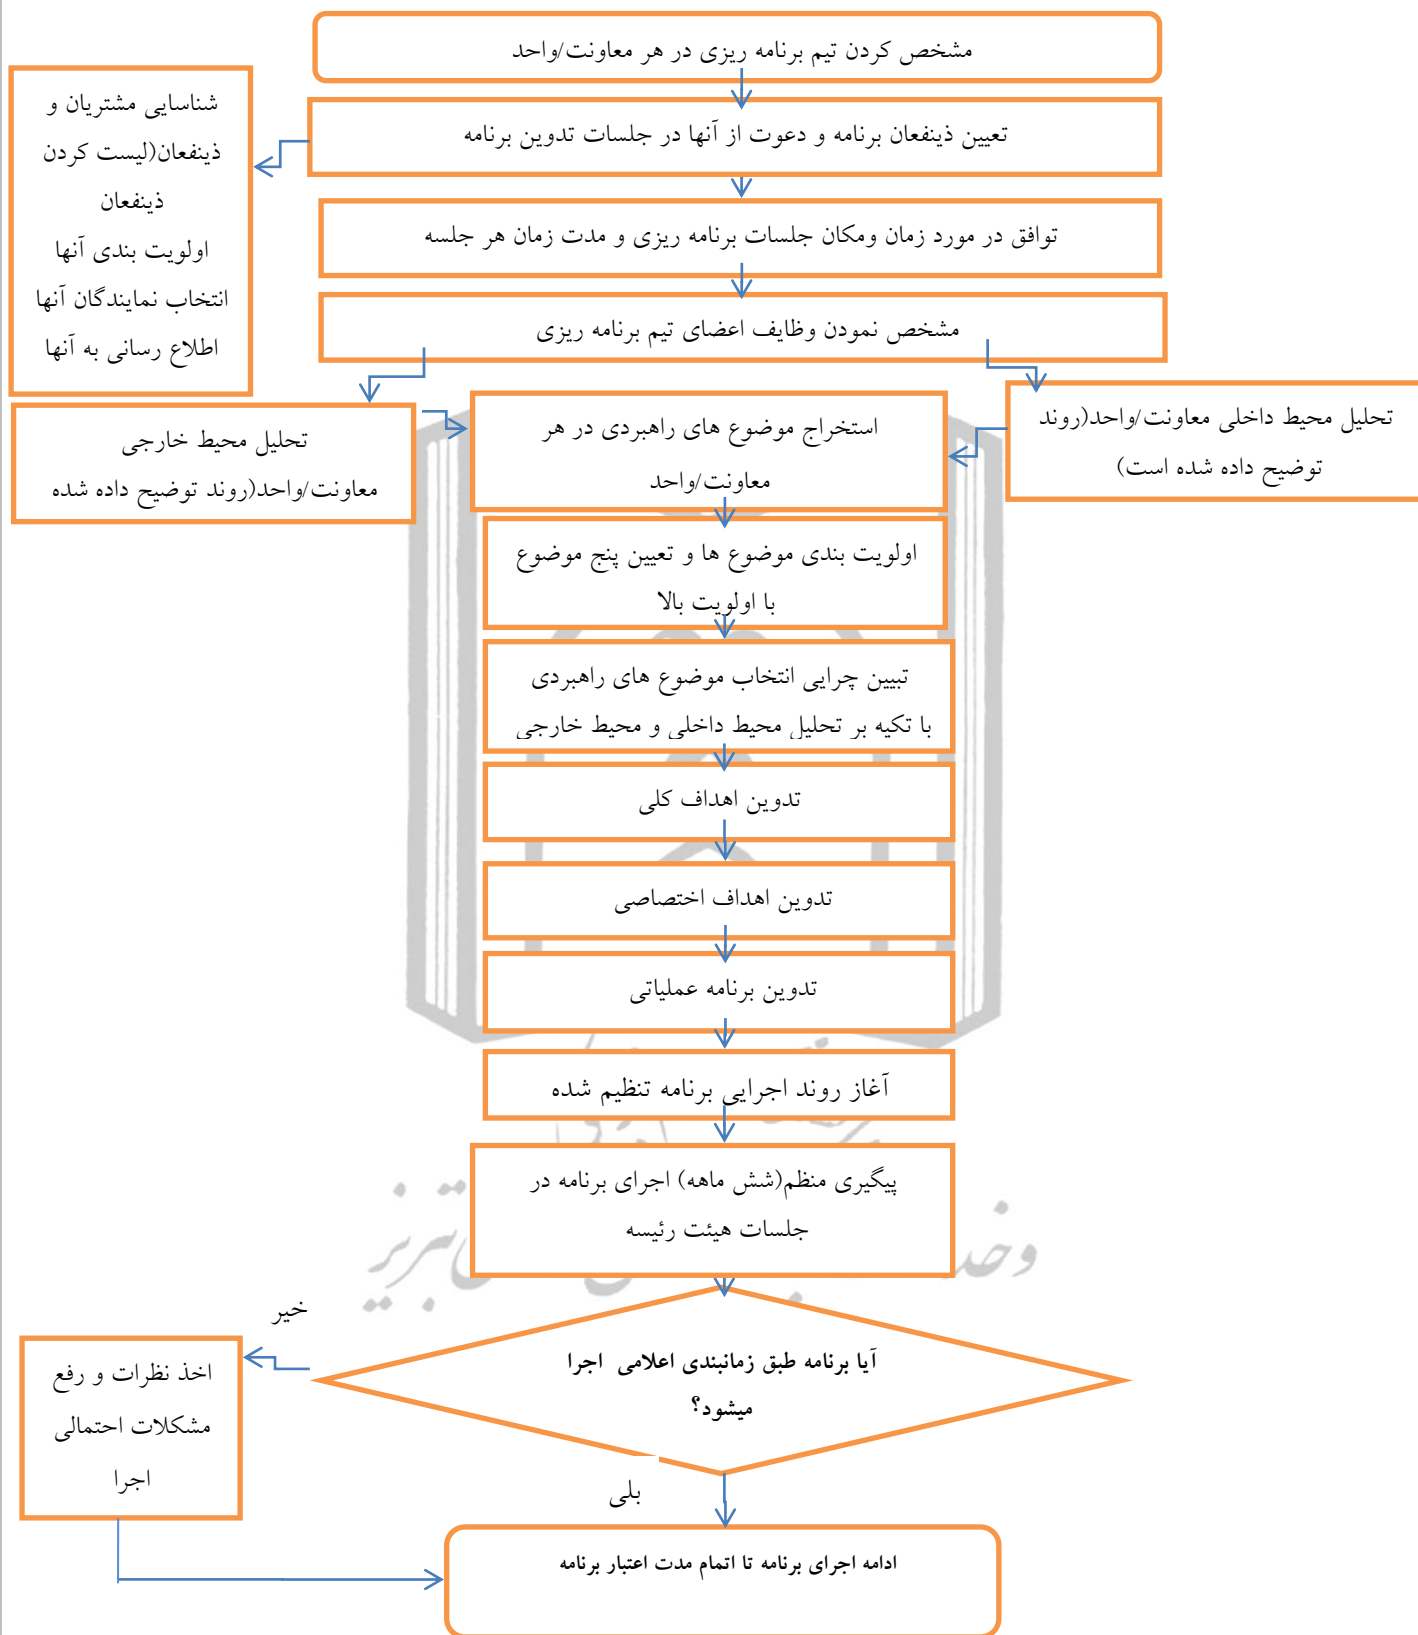 مشخص کردن تیم برنامه ریزی در هر معاونت/واحد
تعیین ذینفعان برنامه و دعوت از آنها در جلسات تدوین برنامه
شناسایی مشتریان و
ذینفعان(لیست کردن
ذینفعان
اولویت بندی آنها
انتخاب نمایندگان آنها
اطلاع رسانی به آنها
توافق در مورد زمان ومکان جلسات برنامه ریزی و مدت زمان هر جلسه
مشخص نمودن وظایف اعضای تیم برنامه ریزی
تحلیل محیط داخلی معاونت/واحد(روند
توضیح داده شده است)
تحلیل محیط خارجی
معاونت/واحد(روند توضیح داده شده
استخراج موضوع های راهبردی در هر
معاونت/واحد
اولویت بندی موضوع ها و تعیین پنج موضوع
با اولویت بالا
تبیین چرایی انتخاب موضوع های راهبردی
با تکیه بر تحلیل محیط داخلی و محیط خارجی
تدوین اهداف کلی
تدوین اهداف اختصاصی
تدوین برنامه عملیاتی
آغاز روند اجرایی برنامه تنظیم شده
پیگیری منظم(شش ماهه) اجرای برنامه در
جلسات هیئت رئیسه
آیا برنامه طبق زمانبندی اعلامی اجرا
میشود؟
خیر
اخذ نظرات و رفع
مشکلات احتمالی
اجرا
بلی
ادامه اجرای برنامه تا اتمام مدت اعتبار برنامه
تبریز